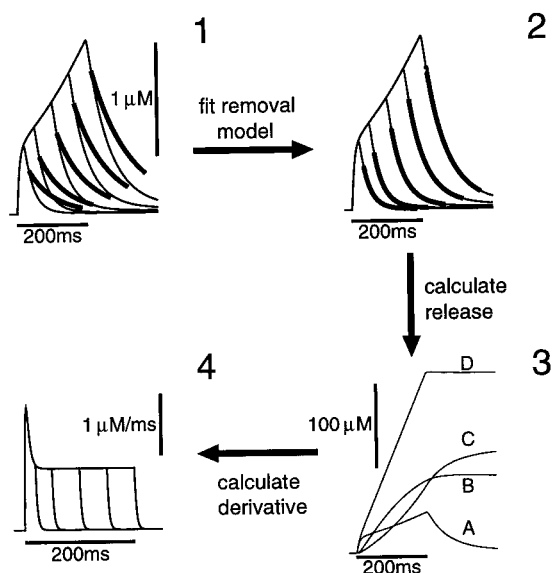 1
2
1 μM
fit removal
model
200ms
200ms
calculate
release
4
3
D
1 μM/ms
100 μM
C
B
calculate
derivative
A
200ms
200ms